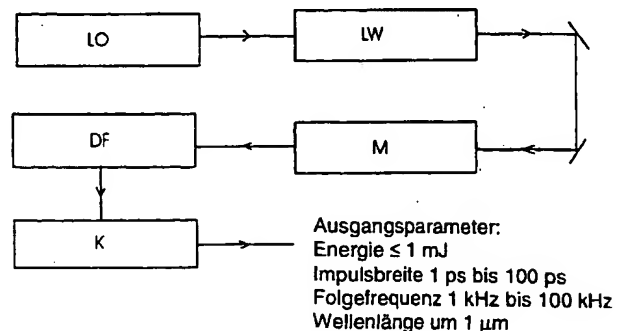 LO
LW
DF
M
K
Ausgangsparameter:
Energie ≤ 1 mJ
Impulsbreite 1 ps bis 100 ps
Folgefrequenz 1 kHz bis 100 kHz
Wellenlänge um 1 µm